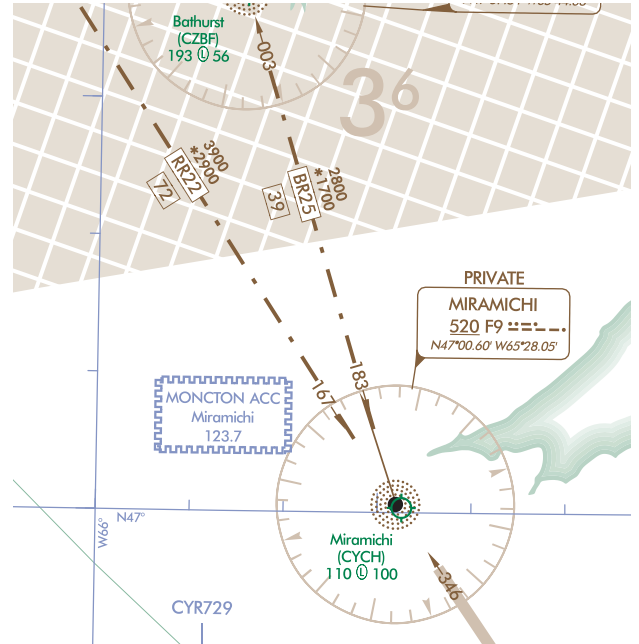 Bathurst
(CZBF)
193 Ⓛ 56
003
3⁶
3900
*2900
RR22
72
2800
*1700
BR25
39
PRIVATE
MIRAMICHI
520 F9
N47°00.60' W65°28.05'
167
183
MONCTON ACC
Miramichi
123.7
N47°
W66°
Miramichi
(CYCH)
110 Ⓛ 100
346
CYR729